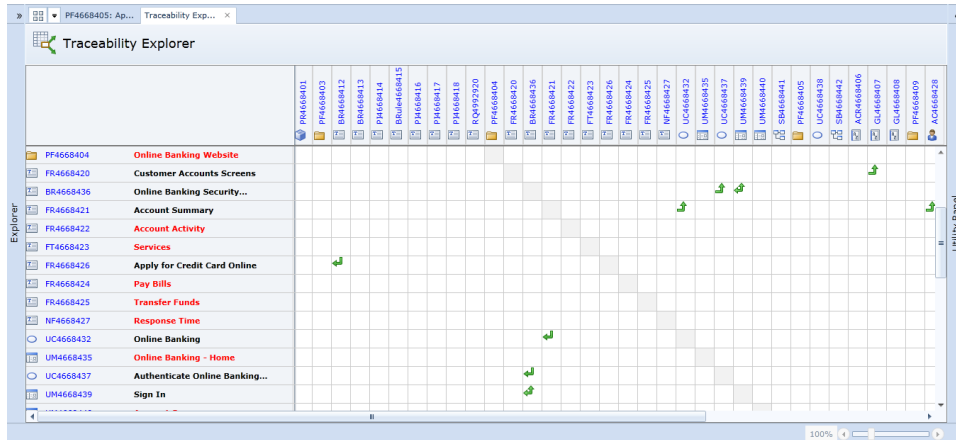 » PF4668405: Ap... Traceability Exp... ×
Traceability Explorer
PR4668401 PF4668403 BR4668412 BR4668413 PI4668414 BRule4668415 PI4668416 PI4668417 PI4668418 RQ4992920 PF4668404 FR4668420 BR4668436 FR4668421 FR4668422 FT4668423 FR4668426 FR4668424 FR4668425 NF4668427 UC4668432 UM4668435 UC4668437 UM4668439 UM4668440 SB4668441 PF4668405 UC4668438 SB4668442 ACR4668406 GL4668407 GL4668408 PF4668409 AC4668428
PF4668404 Online Banking Website
FR4668420 Customer Accounts Screens
BR4668436 Online Banking Security...
FR4668421 Account Summary
FR4668422 Account Activity
FT4668423 Services
FR4668426 Apply for Credit Card Online
FR4668424 Pay Bills
FR4668425 Transfer Funds
NF4668427 Response Time
UC4668432 Online Banking
UM4668435 Online Banking - Home
UC4668437 Authenticate Online Banking...
UM4668439 Sign In
Explorer
Utility Panel
100%